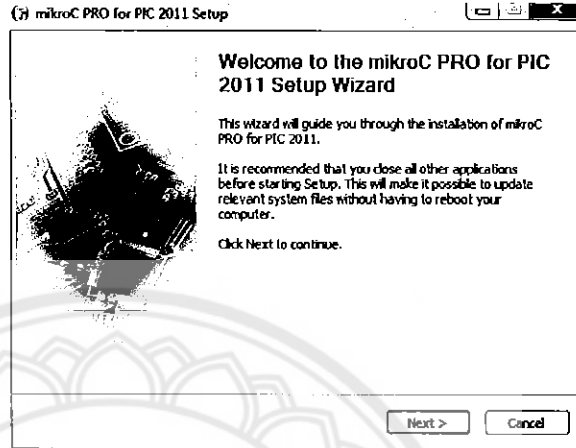 mikroC PRO for PIC 2011 Setup
Welcome to the mikroC PRO for PIC
2011 Setup Wizard
This wizard will guide you through the installation of mikroC
PRO for PIC 2011.
It is recommended that you close all other applications
before starting Setup. This will make it possible to update
relevant system files without having to reboot your
computer.
Click Next to continue.
Next >
Cancel